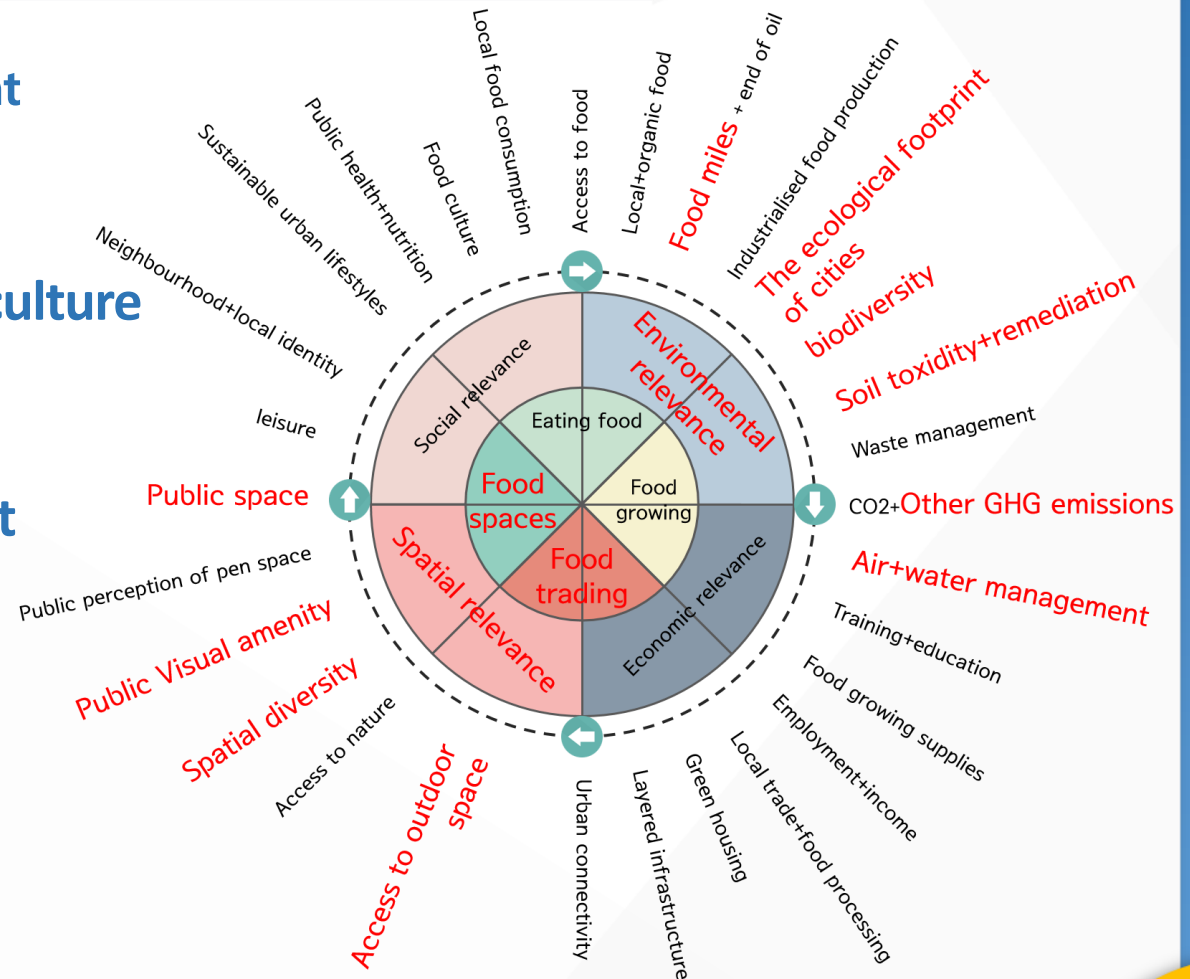 t
culture
t
Access to food
Local+organic food
Food miles + end of oil
Industrialised food production
The ecological footprint
of cities
biodiversity
Soil toxidity+remediation
Waste management
CO2+Other GHG emissions
Air+water management
Training+education
Food growing supplies
Employment+income
Local trade+food processing
Green housing
Layered infrastructure
Urban connectivity
Access to outdoor
space
Access to nature
Spatial diversity
Public Visual amenity
Public perception of pen space
Public space
leisure
Neighbourhood+local identity
Sustainable urban lifestyles
Public health+nutrition
Food culture
Local food consumption
Social relevance
Environmental
relevance
Economic relevance
Spatial relevance
Eating food
Food
growing
Food
trading
Food
spaces